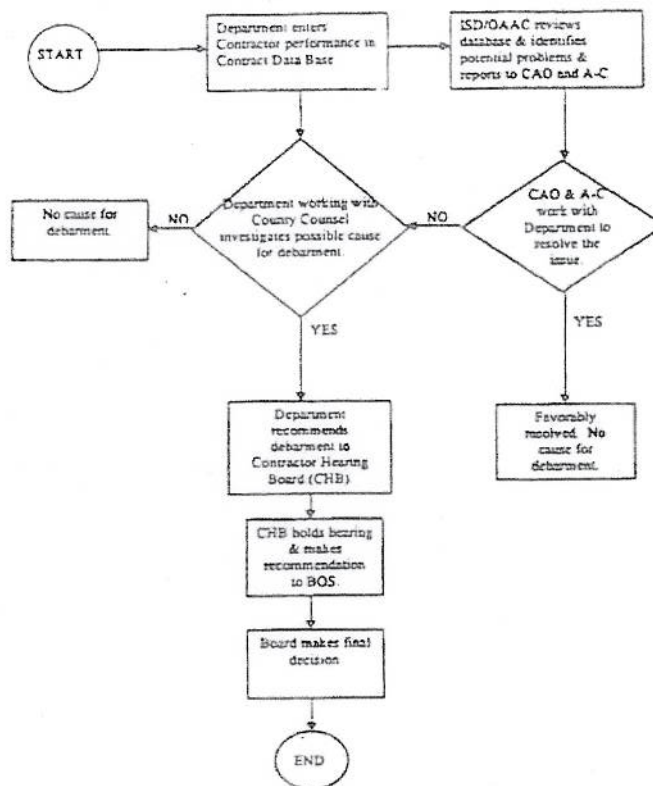 START
Department enters
Contractor performance in
Contract Data Base
ISD/OAAC reviews
database & identifies
potential problems &
reports to CAO and A-C
No cause for
debarment.
NO
Department working with
County Counsel
investigates possible cause
for debarment.
NO
CAO & A-C
work with
Department to
resolve the
issue.
YES
YES
Department
recommends
debarment to
Contractor Hearing
Board (CHB)
Favorably
resolved. No
cause for
debarment.
CHB holds hearing
& makes
recommendation
to BOS.
Board makes final
decision
END